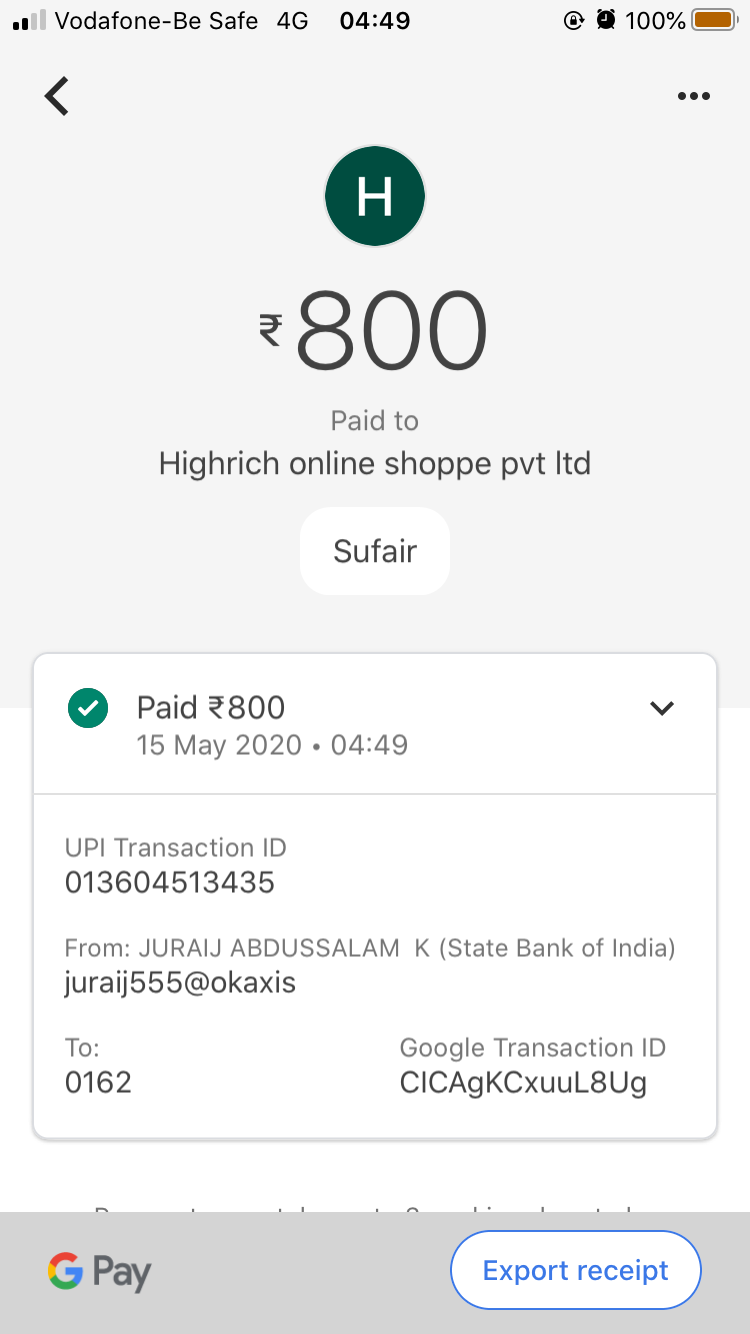 Vodafone-Be Safe 4G 04:49 100%
H
₹800
Paid to
Highrich online shoppe pvt ltd
Sufair
Paid ₹800
15 May 2020 • 04:49
UPI Transaction ID
013604513435
From: JURAIJ ABDUSSALAM K (State Bank of India)
juraij555@okaxis
To:
0162
Google Transaction ID
CICAgKCxuuL8Ug
G Pay
Export receipt